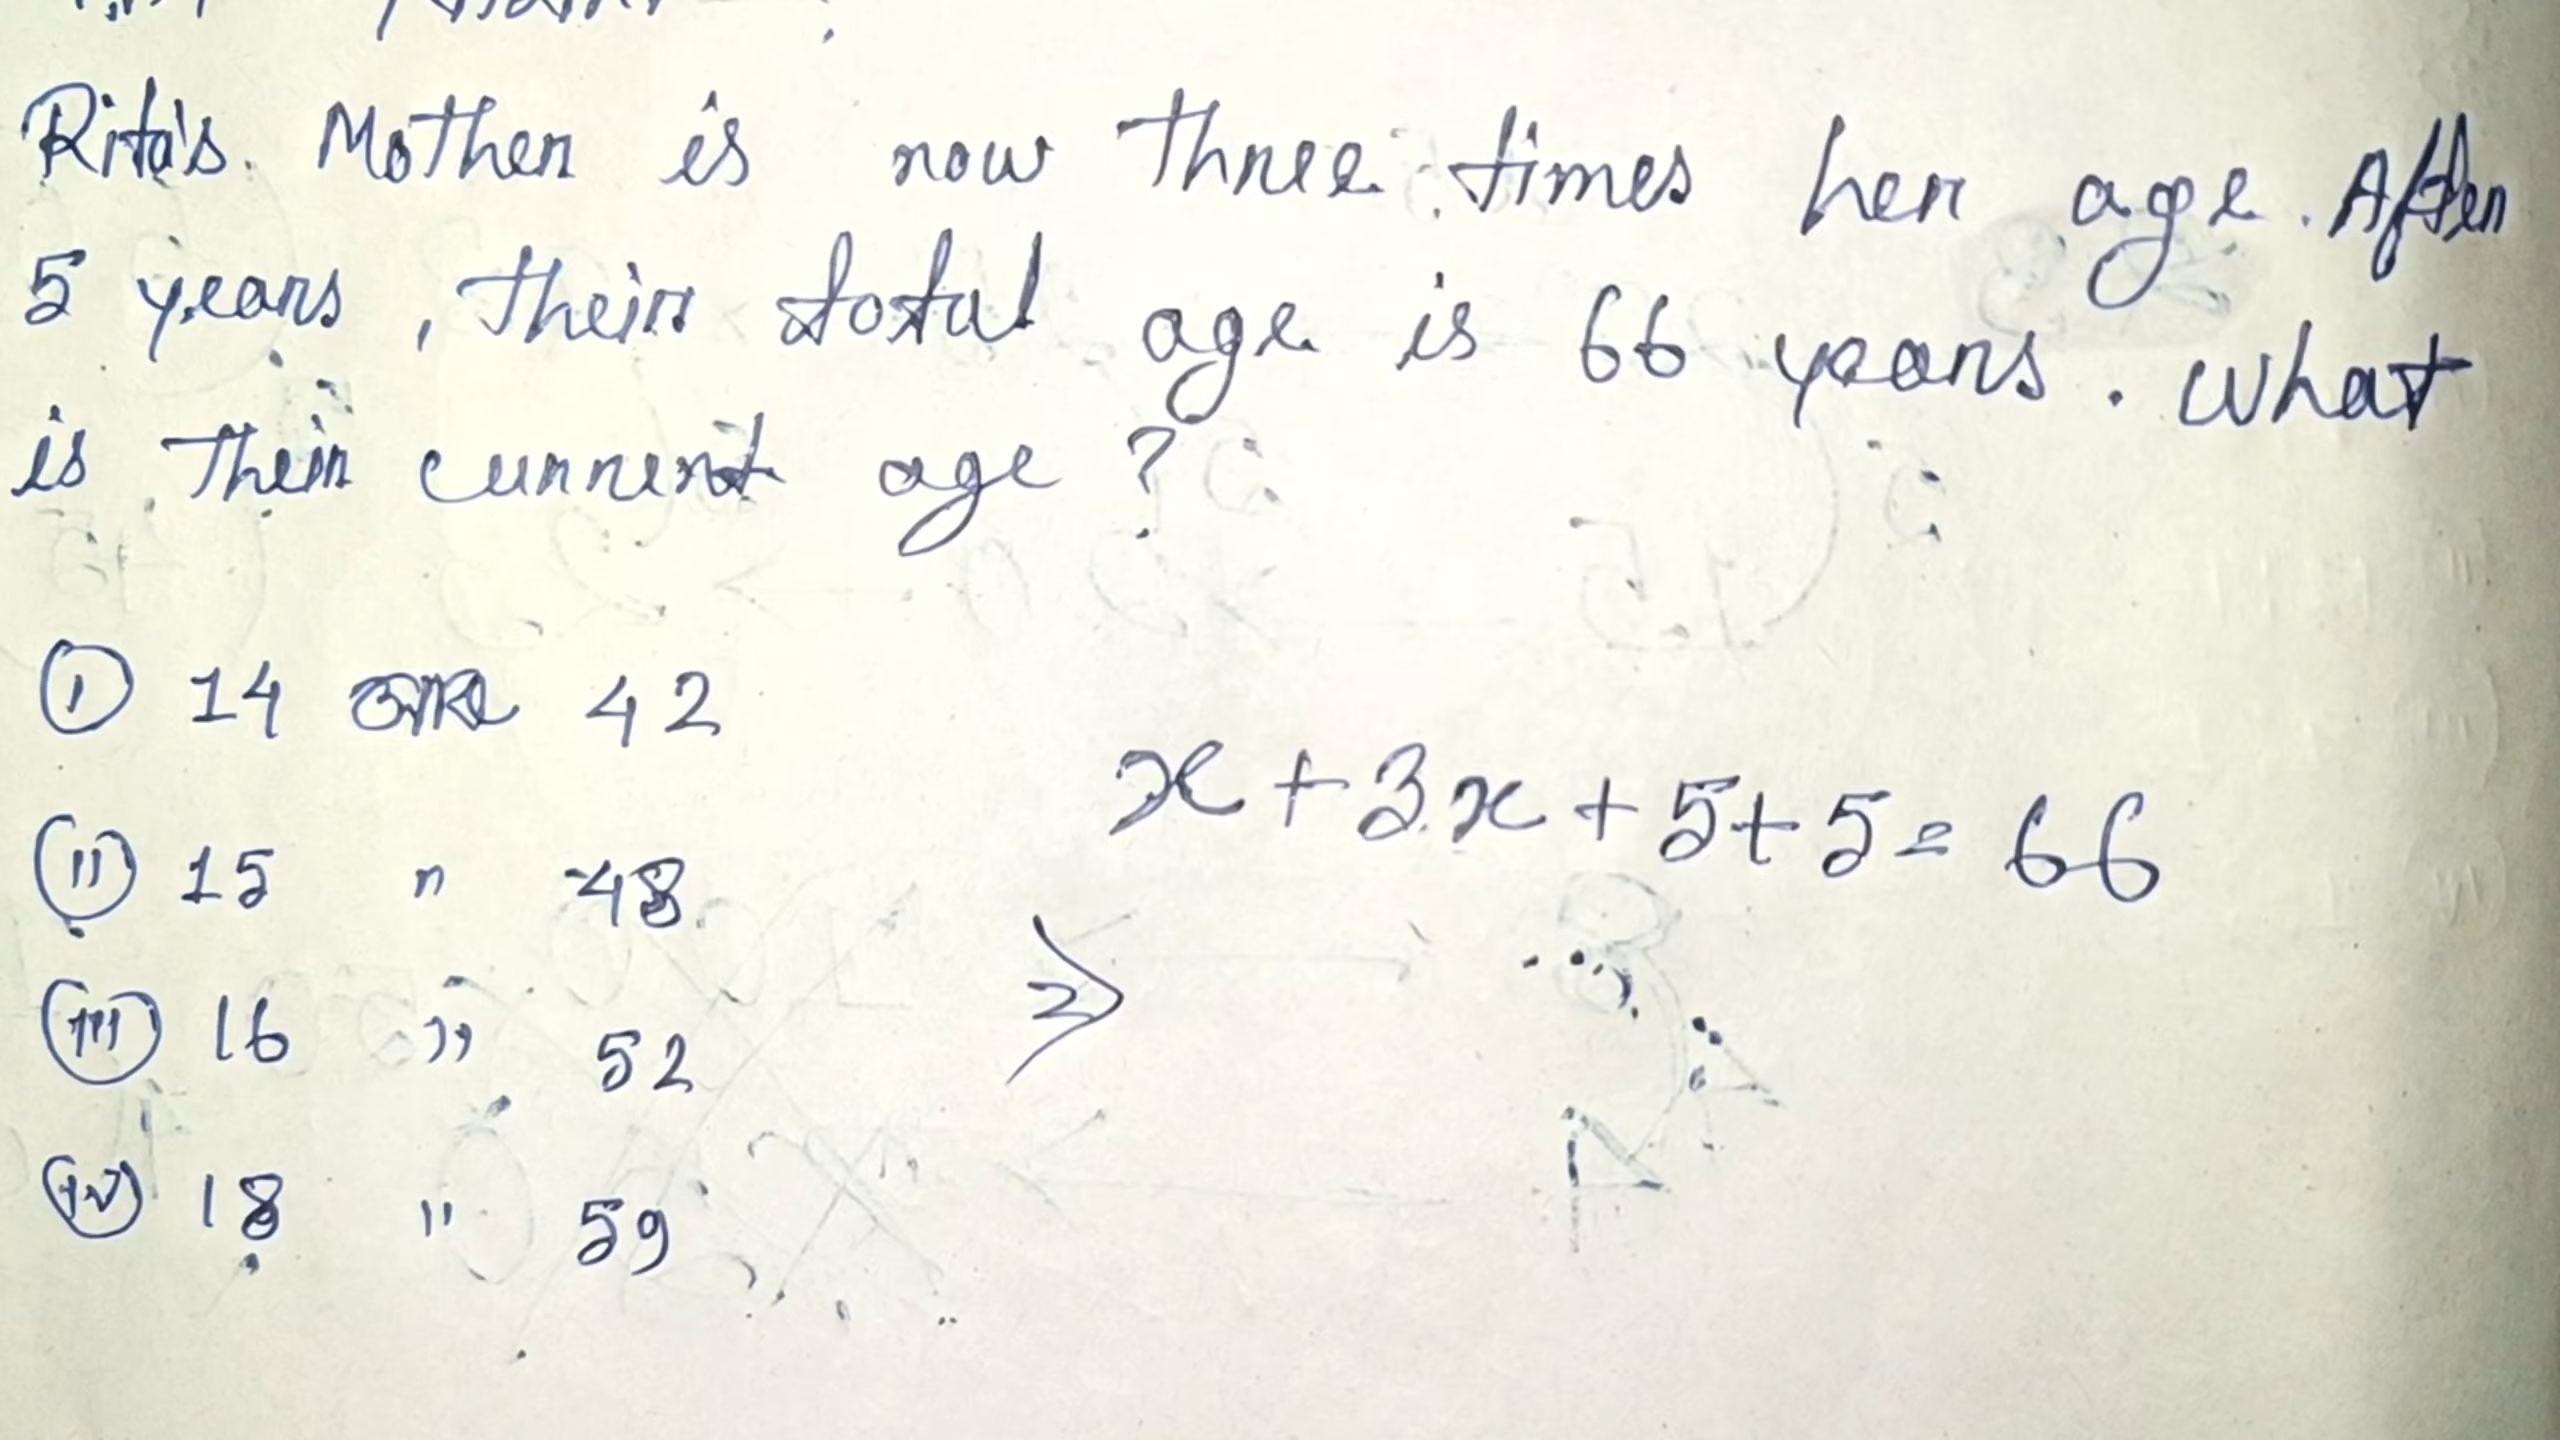 Rita's Mother is now three times her age. After
5 years, their total age is 66 years. What
is their current age?
(i) 14 ওবং 42
(ii) 15 " 48
(iii) 16 " 52
(iv) 18 " 59
x + 3x + 5 + 5 = 66
⇒